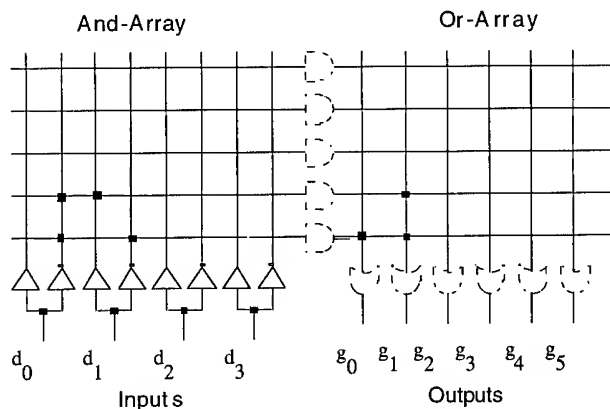 And-Array Or-Array
d0 d1 d2 d3 g0 g1 g2 g3 g4 g5
Inputs Outputs